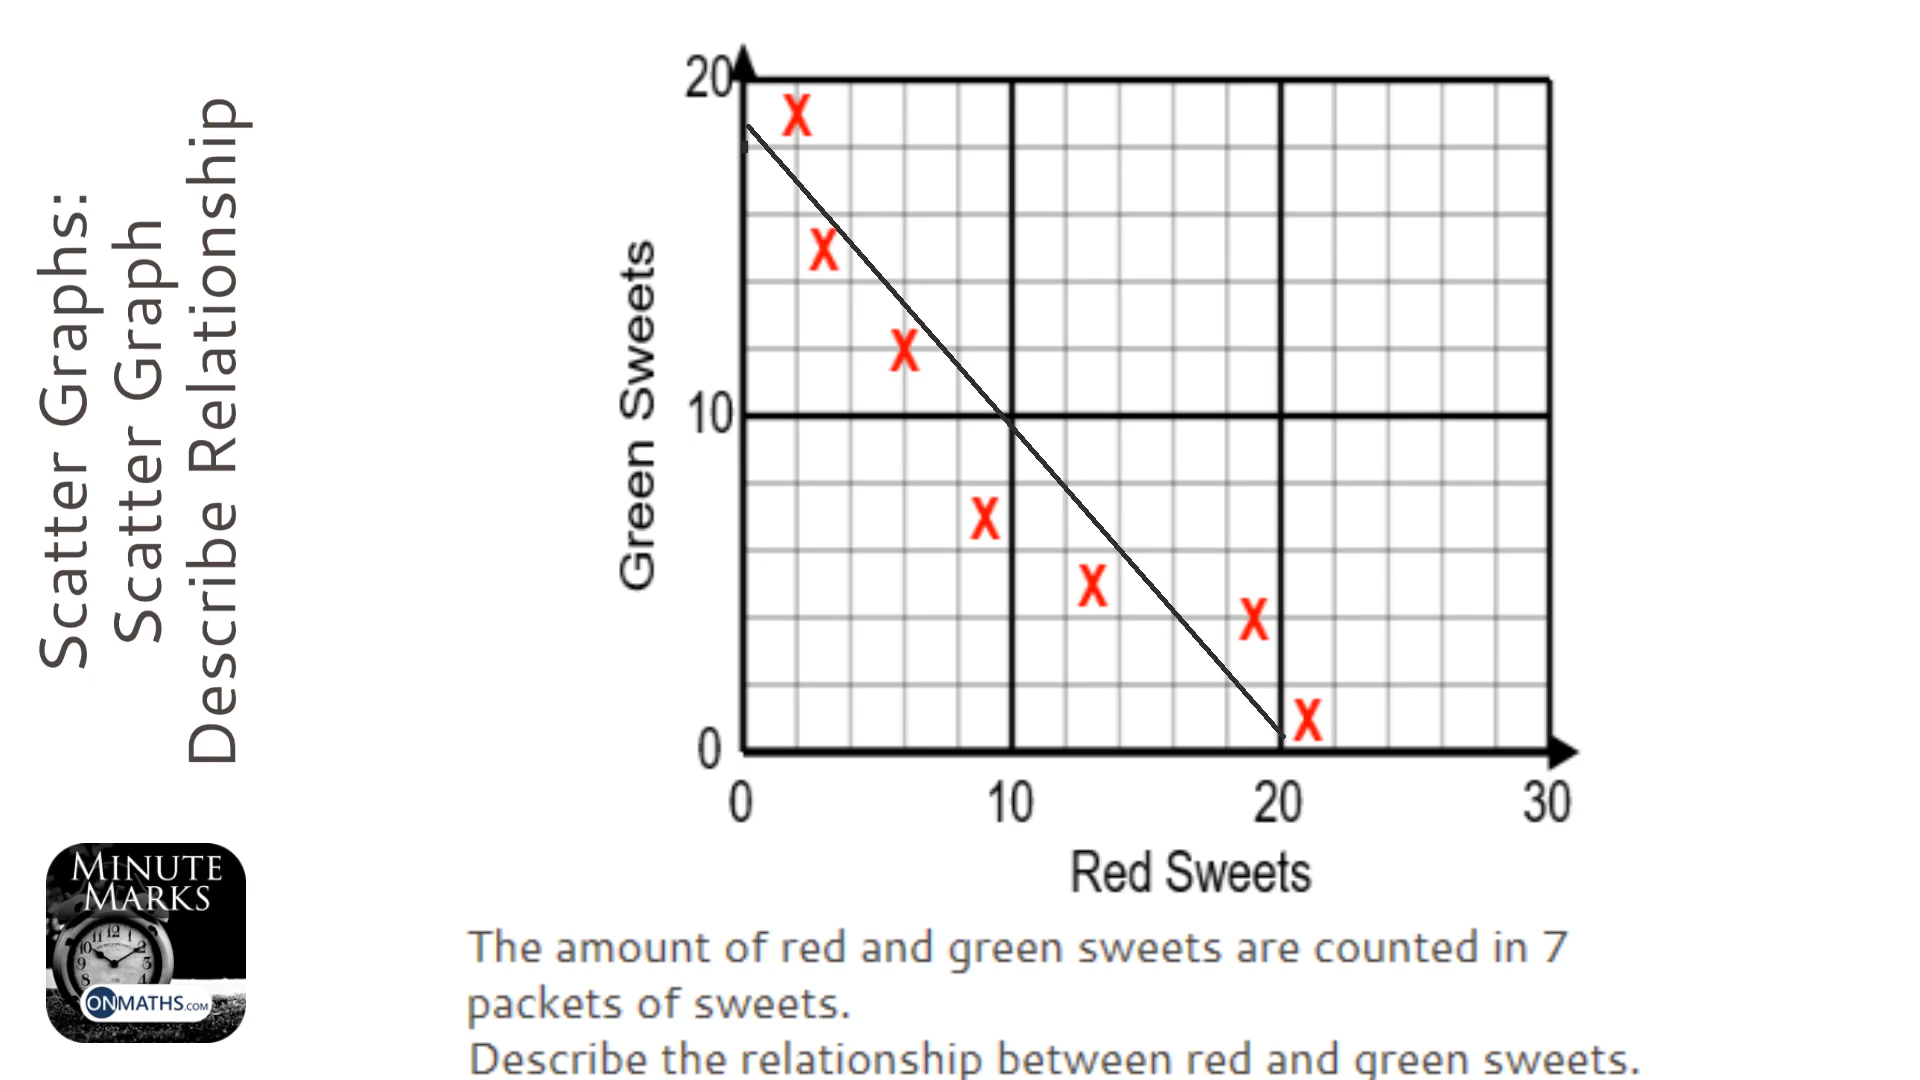 Scatter Graphs:
Scatter Graph
Describe Relationship
20
10
0
0 10 20 30
Green Sweets
Red Sweets
X
X
X
X
X
X
X
MINUTE
MARKS
ONMATHS.COM
The amount of red and green sweets are counted in 7
packets of sweets.
Describe the relationship between red and green sweets.